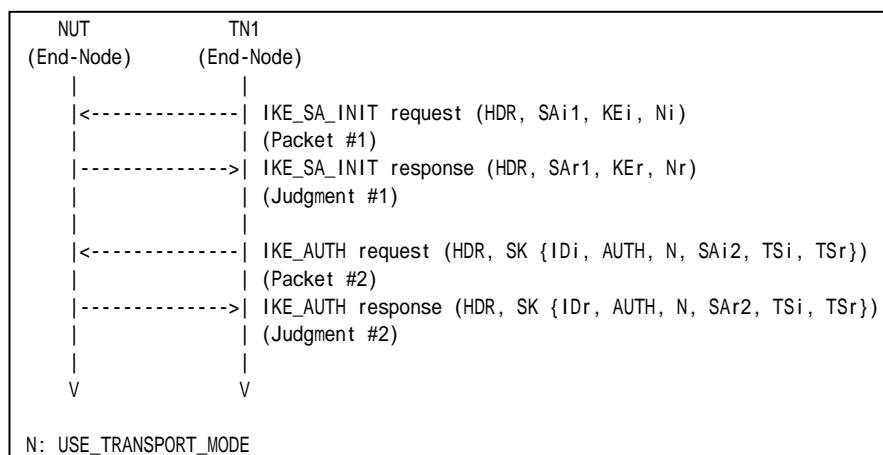 NUT TN1
(End-Node) (End-Node)
| |
|<--------------| IKE_SA_INIT request (HDR, SAi1, KEi, Ni)
| | (Packet #1)
|-------------->| IKE_SA_INIT response (HDR, SAr1, KEr, Nr)
| | (Judgment #1)
| |
|<--------------| IKE_AUTH request (HDR, SK {IDi, AUTH, N, SAi2, TSi, TSr})
| | (Packet #2)
|-------------->| IKE_AUTH response (HDR, SK {IDr, AUTH, N, SAr2, TSi, TSr})
| | (Judgment #2)
| |
V V
N: USE_TRANSPORT_MODE